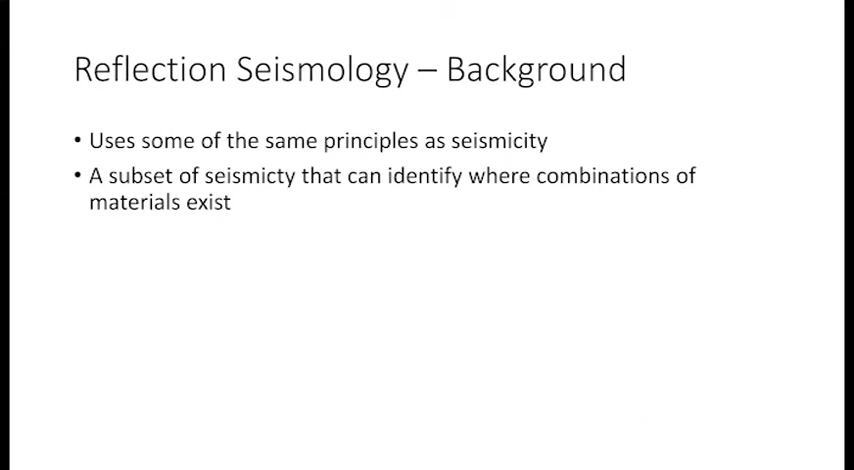 Reflection Seismology – Background
• Uses some of the same principles as seismicity
• A subset of seismicty that can identify where combinations of
materials exist